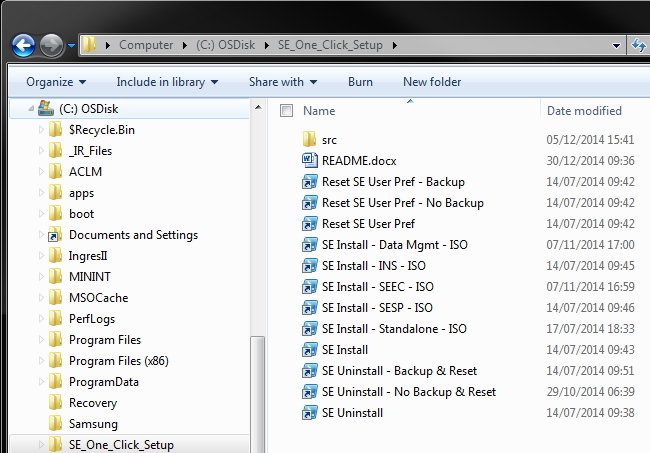 Computer ▸ (C:) OSDisk ▸ SE_One_Click_Setup ▸
Organize Include in library Share with Burn New folder
(C:) OSDisk
$Recycle.Bin
_IR_Files
ACLM
apps
boot
Documents and Settings
IngresII
MININT
MSOCache
PerfLogs
Program Files
Program Files (x86)
ProgramData
Recovery
Samsung
SE_One_Click_Setup
Name Date modified
src 05/12/2014 15:41
README.docx 30/12/2014 09:36
Reset SE User Pref - Backup 14/07/2014 09:42
Reset SE User Pref - No Backup 14/07/2014 09:42
Reset SE User Pref 14/07/2014 09:42
SE Install - Data Mgmt - ISO 07/11/2014 17:00
SE Install - INS - ISO 14/07/2014 09:45
SE Install - SEEC - ISO 07/11/2014 16:59
SE Install - SESP - ISO 14/07/2014 09:46
SE Install - Standalone - ISO 17/07/2014 18:33
SE Install 14/07/2014 09:43
SE Uninstall - Backup & Reset 14/07/2014 09:51
SE Uninstall - No Backup & Reset 29/10/2014 06:39
SE Uninstall 14/07/2014 09:38